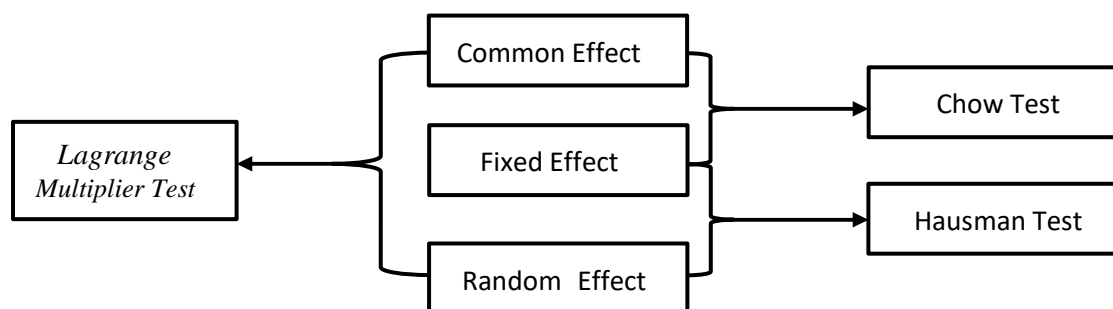 Common Effect
Chow Test
Lagrange
Multiplier Test
Fixed Effect
Hausman Test
Random Effect